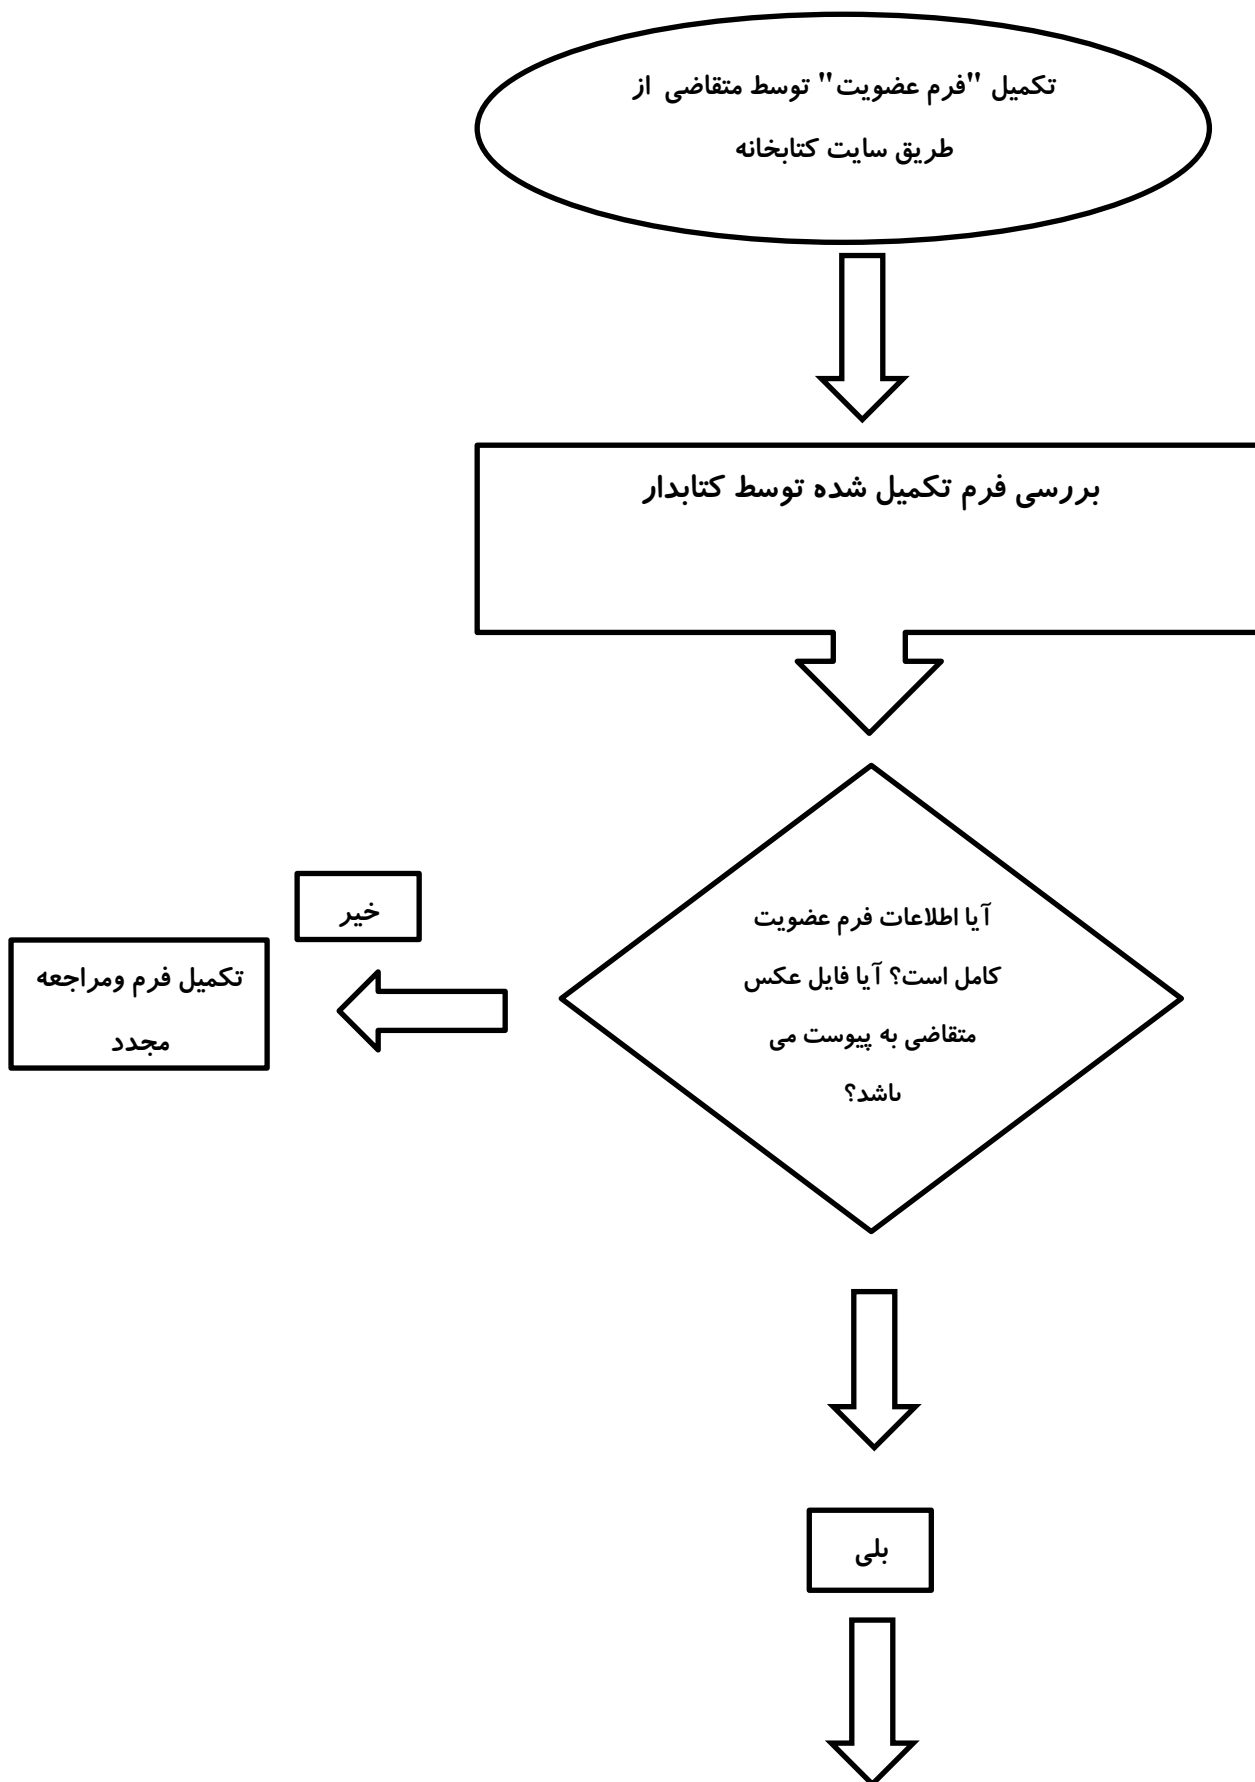 تکمیل "فرم عضویت" توسط متقاضی از
طریق سایت کتابخانه
بررسی فرم تکمیل شده توسط کتابدار
آیا اطلاعات فرم عضویت
کامل است؟ آیا فایل عکس
متقاضی به پیوست می
باشد؟
خیر
تکمیل فرم ومراجعه
مجدد
بلی